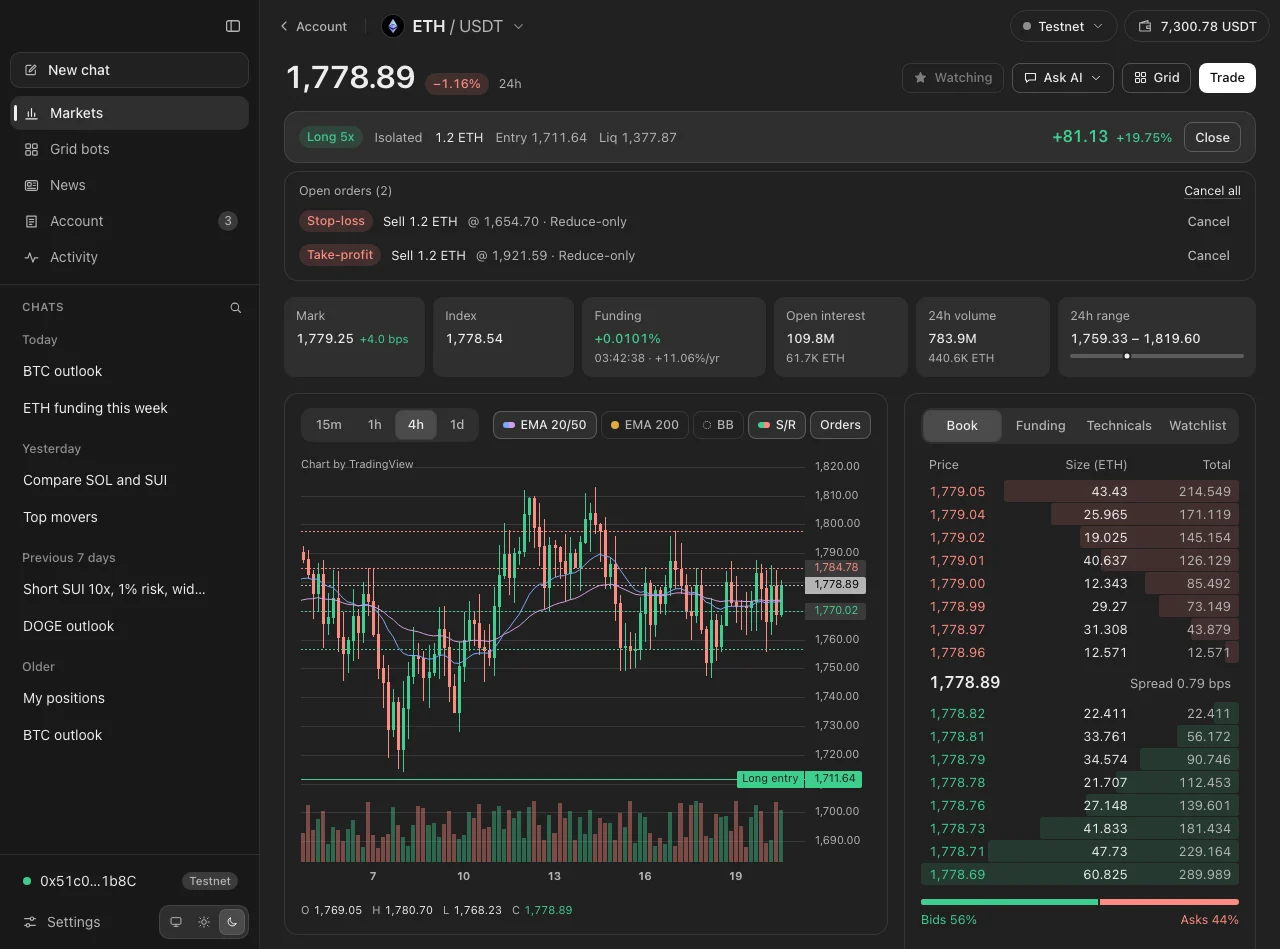 Account
ETH / USDT
Testnet
7,300.78 USDT
New chat
Markets
Grid bots
News
Account 3
Activity
CHATS
Today
BTC outlook
ETH funding this week
Yesterday
Compare SOL and SUI
Top movers
Previous 7 days
Short SUI 10x, 1% risk, wid...
DOGE outlook
Older
My positions
BTC outlook
0x51c0...1b8C Testnet
Settings
1,778.89 −1.16% 24h
Watching
Ask AI
Grid
Trade
Long 5x Isolated 1.2 ETH Entry 1,711.64 Liq 1,377.87 +81.13 +19.75% Close
Open orders (2) Cancel all
Stop-loss Sell 1.2 ETH @ 1,654.70 · Reduce-only Cancel
Take-profit Sell 1.2 ETH @ 1,921.59 · Reduce-only Cancel
Mark
1,779.25 +4.0 bps
Index
1,778.54
Funding
+0.0101%
03:42:38 · +11.06%/yr
Open interest
109.8M
61.7K ETH
24h volume
783.9M
440.6K ETH
24h range
1,759.33 – 1,819.60
15m 1h 4h 1d EMA 20/50 EMA 200 BB S/R Orders
Chart by TradingView
1,820.00
1,810.00
1,800.00
1,790.00
1,784.78
1,778.89
1,770.02
1,760.00
1,750.00
1,740.00
1,730.00
1,720.00
Long entry 1,711.64
1,700.00
1,690.00
7 10 13 16 19
O 1,769.05 H 1,780.70 L 1,768.23 C 1,778.89
Book Funding Technicals Watchlist
Price Size (ETH) Total
1,779.05 43.43 214.549
1,779.04 25.965 171.119
1,779.02 19.025 145.154
1,779.01 40.637 126.129
1,779.00 12.343 85.492
1,778.99 29.27 73.149
1,778.97 31.308 43.879
1,778.96 12.571 12.571
1,778.89 Spread 0.79 bps
1,778.82 22.411 22.411
1,778.81 33.761 56.172
1,778.79 34.574 90.746
1,778.78 21.707 112.453
1,778.76 27.148 139.601
1,778.73 41.833 181.434
1,778.71 47.73 229.164
1,778.69 60.825 289.989
Bids 56% Asks 44%